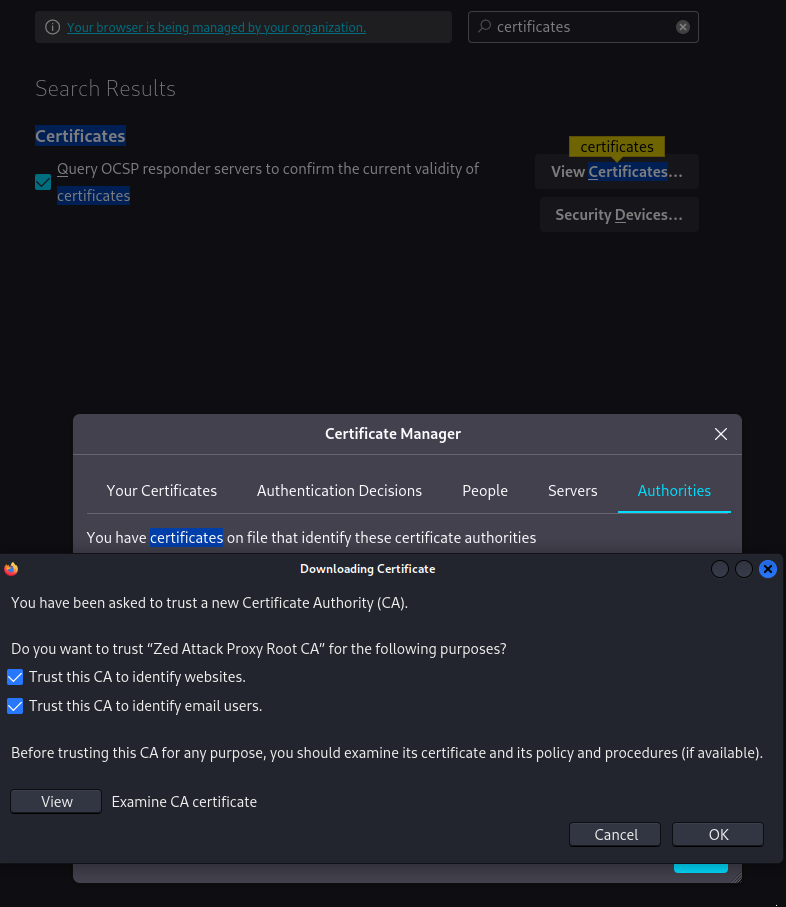 Your browser is being managed by your organization.
certificates
Search Results
Certificates
Query OCSP responder servers to confirm the current validity of
certificates
certificates
View Certificates...
Security Devices...
Certificate Manager
Your Certificates Authentication Decisions People Servers Authorities
You have certificates on file that identify these certificate authorities
Downloading Certificate
You have been asked to trust a new Certificate Authority (CA).
Do you want to trust “Zed Attack Proxy Root CA” for the following purposes?
Trust this CA to identify websites.
Trust this CA to identify email users.
Before trusting this CA for any purpose, you should examine its certificate and its policy and procedures (if available).
View Examine CA certificate
Cancel OK